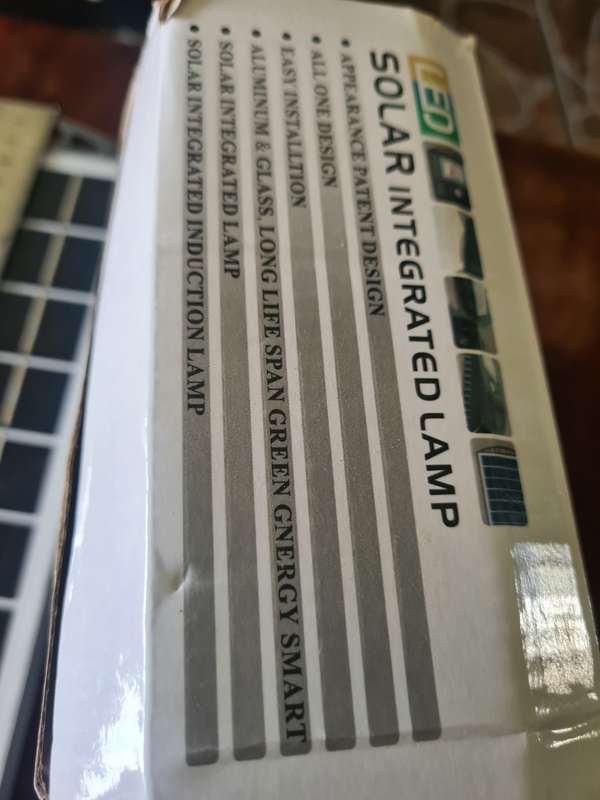 LED
SOLAR INTEGRATED LAMP
• APPEARANCE PATENT DESIGN
• ALL ONE DESIGN
• EASY INSTALLTION
• ALUMINUM & GLASS, LONG LIFE SPAN GREEN GNERGY SMART
• SOLAR INTEGRATED LAMP
• SOLAR INTEGRATED INDUCTION LAMP